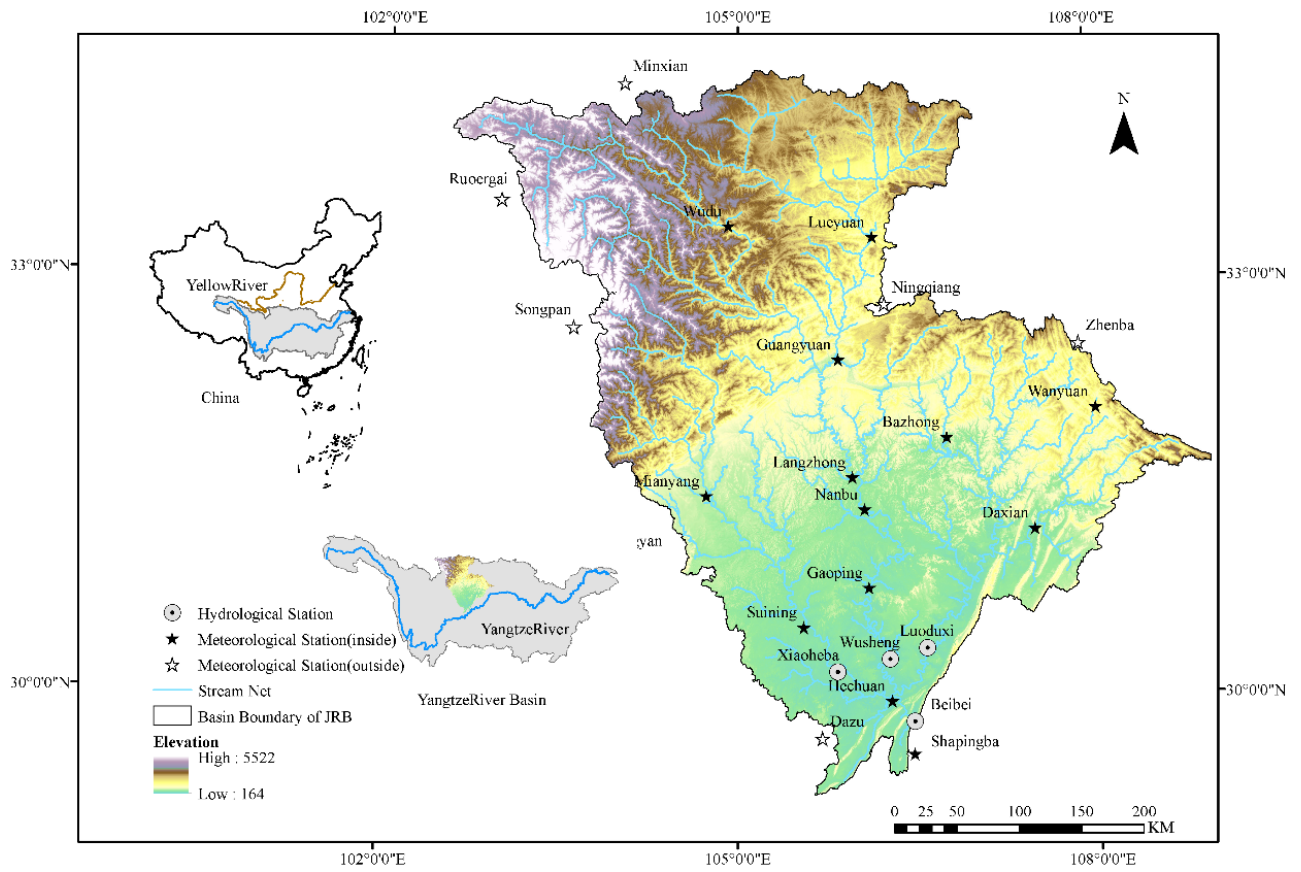 102°0'0"E
105°0'0"E
108°0'0"E
Minxian
N
Ruoergai
Wudu
Lueyuan
33°0'0"N
33°0'0"N
YellowRiver
Ningqiang
Songpan
Zhenba
Guangyuan
China
Wanyuan
Bazhong
Langzhong
Mianyang
Nanbu
Daxian
gyan
Gaoping
Suining
Hydrological Station
YangtzeRiver
Wusheng
Luoduxi
Meteorological Station(inside)
Xiaoheba
Meteorological Station(outside)
Hechuan
30°0'0"N
30°0'0"N
Stream Net
YangtzeRiver Basin
Beibei
Basin Boundary of JRB
Dazu
Elevation
Shapingba
High : 5522
Low : 164
0 25 50 100 150 200
KM
102°0'0"E
105°0'0"E
108°0'0"E